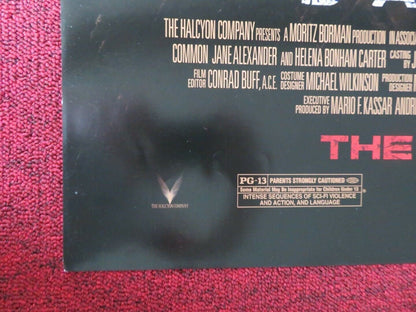 THE HALCYON COMPANY PRESENTS A MORITZ BORMAN PRODUCTION IN ASSOCIA
COMMON JANE ALEXANDER AND HELENA BONHAM CARTER CASTING BY J
FILM EDITOR CONRAD BUFF, A.C.E. COSTUME DESIGNER MICHAEL WILKINSON PRODUCTION DESIGNER
EXECUTIVE PRODUCED BY MARIO F. KASSAR AND
THE
PG-13 PARENTS STRONGLY CAUTIONED
Some Material May Be Inappropriate for Children Under 13
INTENSE SEQUENCES OF SCI-FI VIOLENCE
AND ACTION, AND LANGUAGE
THE HALCYON COMPANY